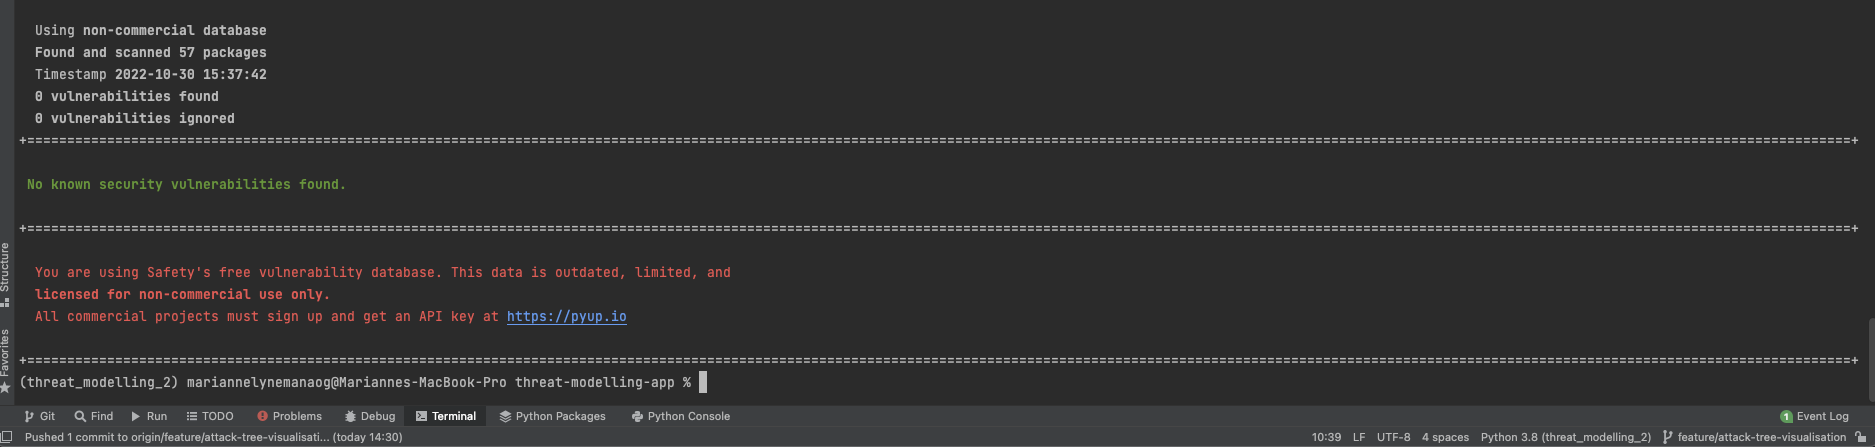 Using non-commercial database
Found and scanned 57 packages
Timestamp 2022-10-30 15:37:42
0 vulnerabilities found
0 vulnerabilities ignored
No known security vulnerabilities found.
You are using Safety's free vulnerability database. This data is outdated, limited, and
licensed for non-commercial use only.
All commercial projects must sign up and get an API key at https://pyup.io
(threat_modelling_2) mariannelynemanaog@Mariannes-MacBook-Pro threat-modelling-app %
Structure
Favorites
Git Find Run TODO Problems Debug Terminal Python Packages Python Console 1 Event Log
Pushed 1 commit to origin/feature/attack-tree-visualisati... (today 14:30) 10:39 LF UTF-8 4 spaces Python 3.8 (threat_modelling_2) feature/attack-tree-visualisation